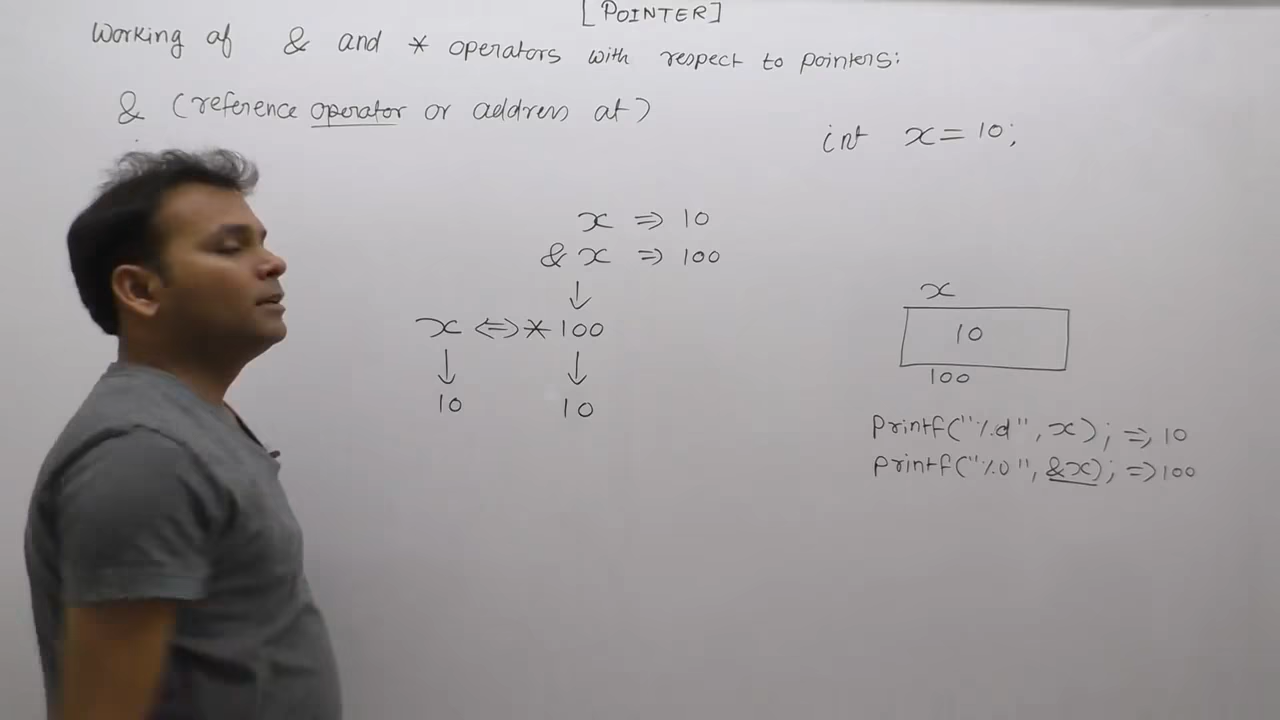 [POINTER]
Working of & and * operators with respect to pointers:
& (reference operator or address at)
int x = 10;
x ⇒ 10
& x ⇒ 100
↓
x ⇔ * 100
↓ ↓
10 10
x
10
100
printf("%d", x); ⇒ 10
printf("%u", &x); ⇒ 100